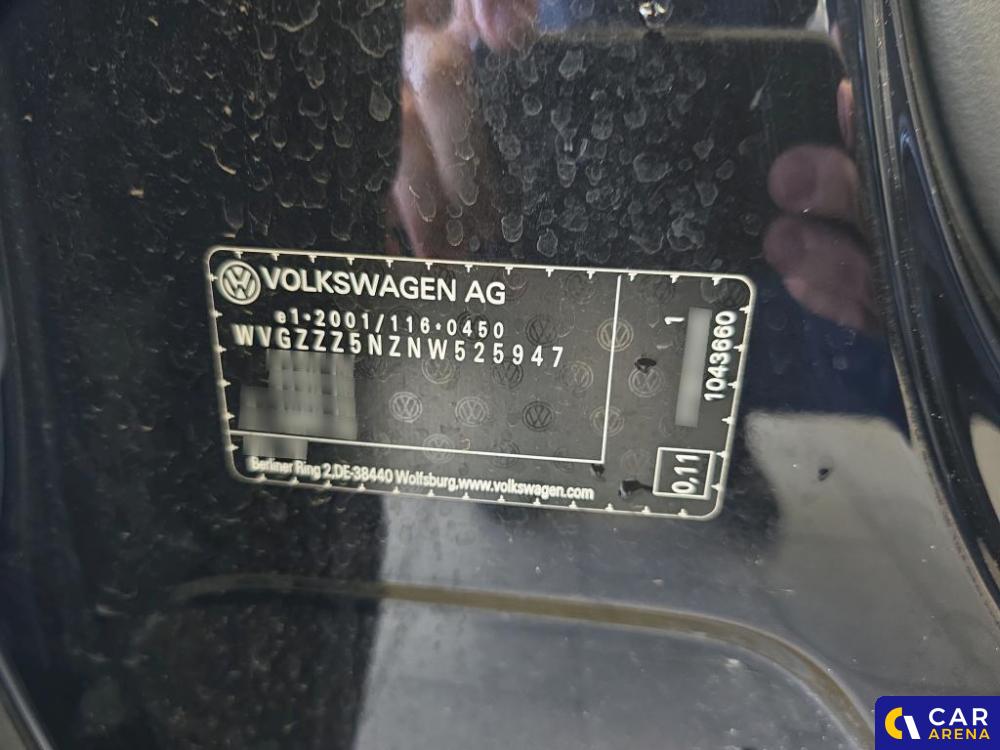 VOLKSWAGEN AG
e1*2001/116*0450
WVGZZZ5NZNW525947
1
1043660
0,11
Berliner Ring 2,DE-38440 Wolfsburg,www.volkswagen.com
CAR
ARENA